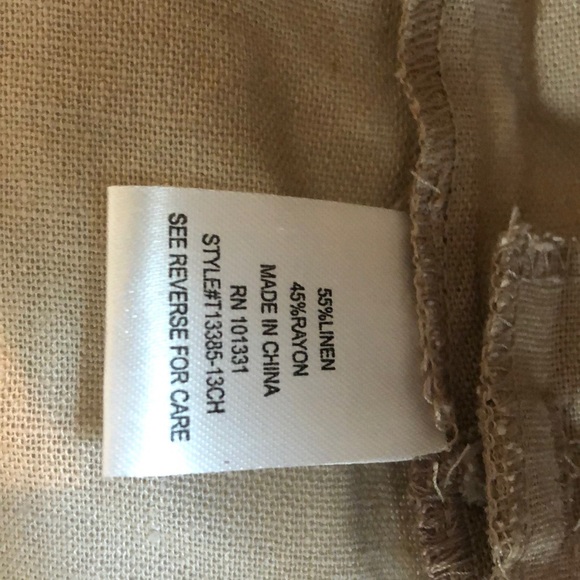 55%LINEN
45%RAYON
MADE IN CHINA
RN 101331
STYLE#T13385-13CH
SEE REVERSE FOR CARE